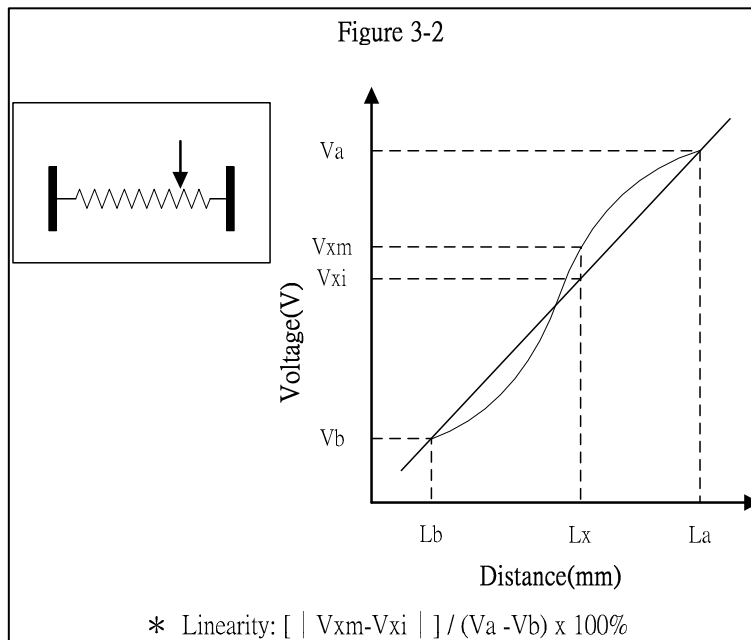 Figure 3-2
Va
Vxm
Vxi
Voltage(V)
Vb
Lb Lx La
Distance(mm)
* Linearity: [ | Vxm-Vxi | ] / (Va -Vb) x 100%